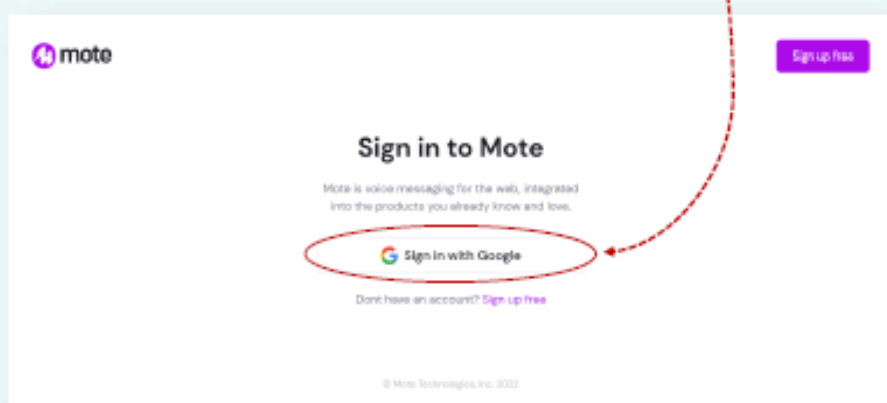 mote
Sign up free
Sign in to Mote
Mote is voice messaging for the web, integrated
into the products you already know and love.
Sign in with Google
Dont have an account? Sign up free
© Mote Technologies, Inc. 2022